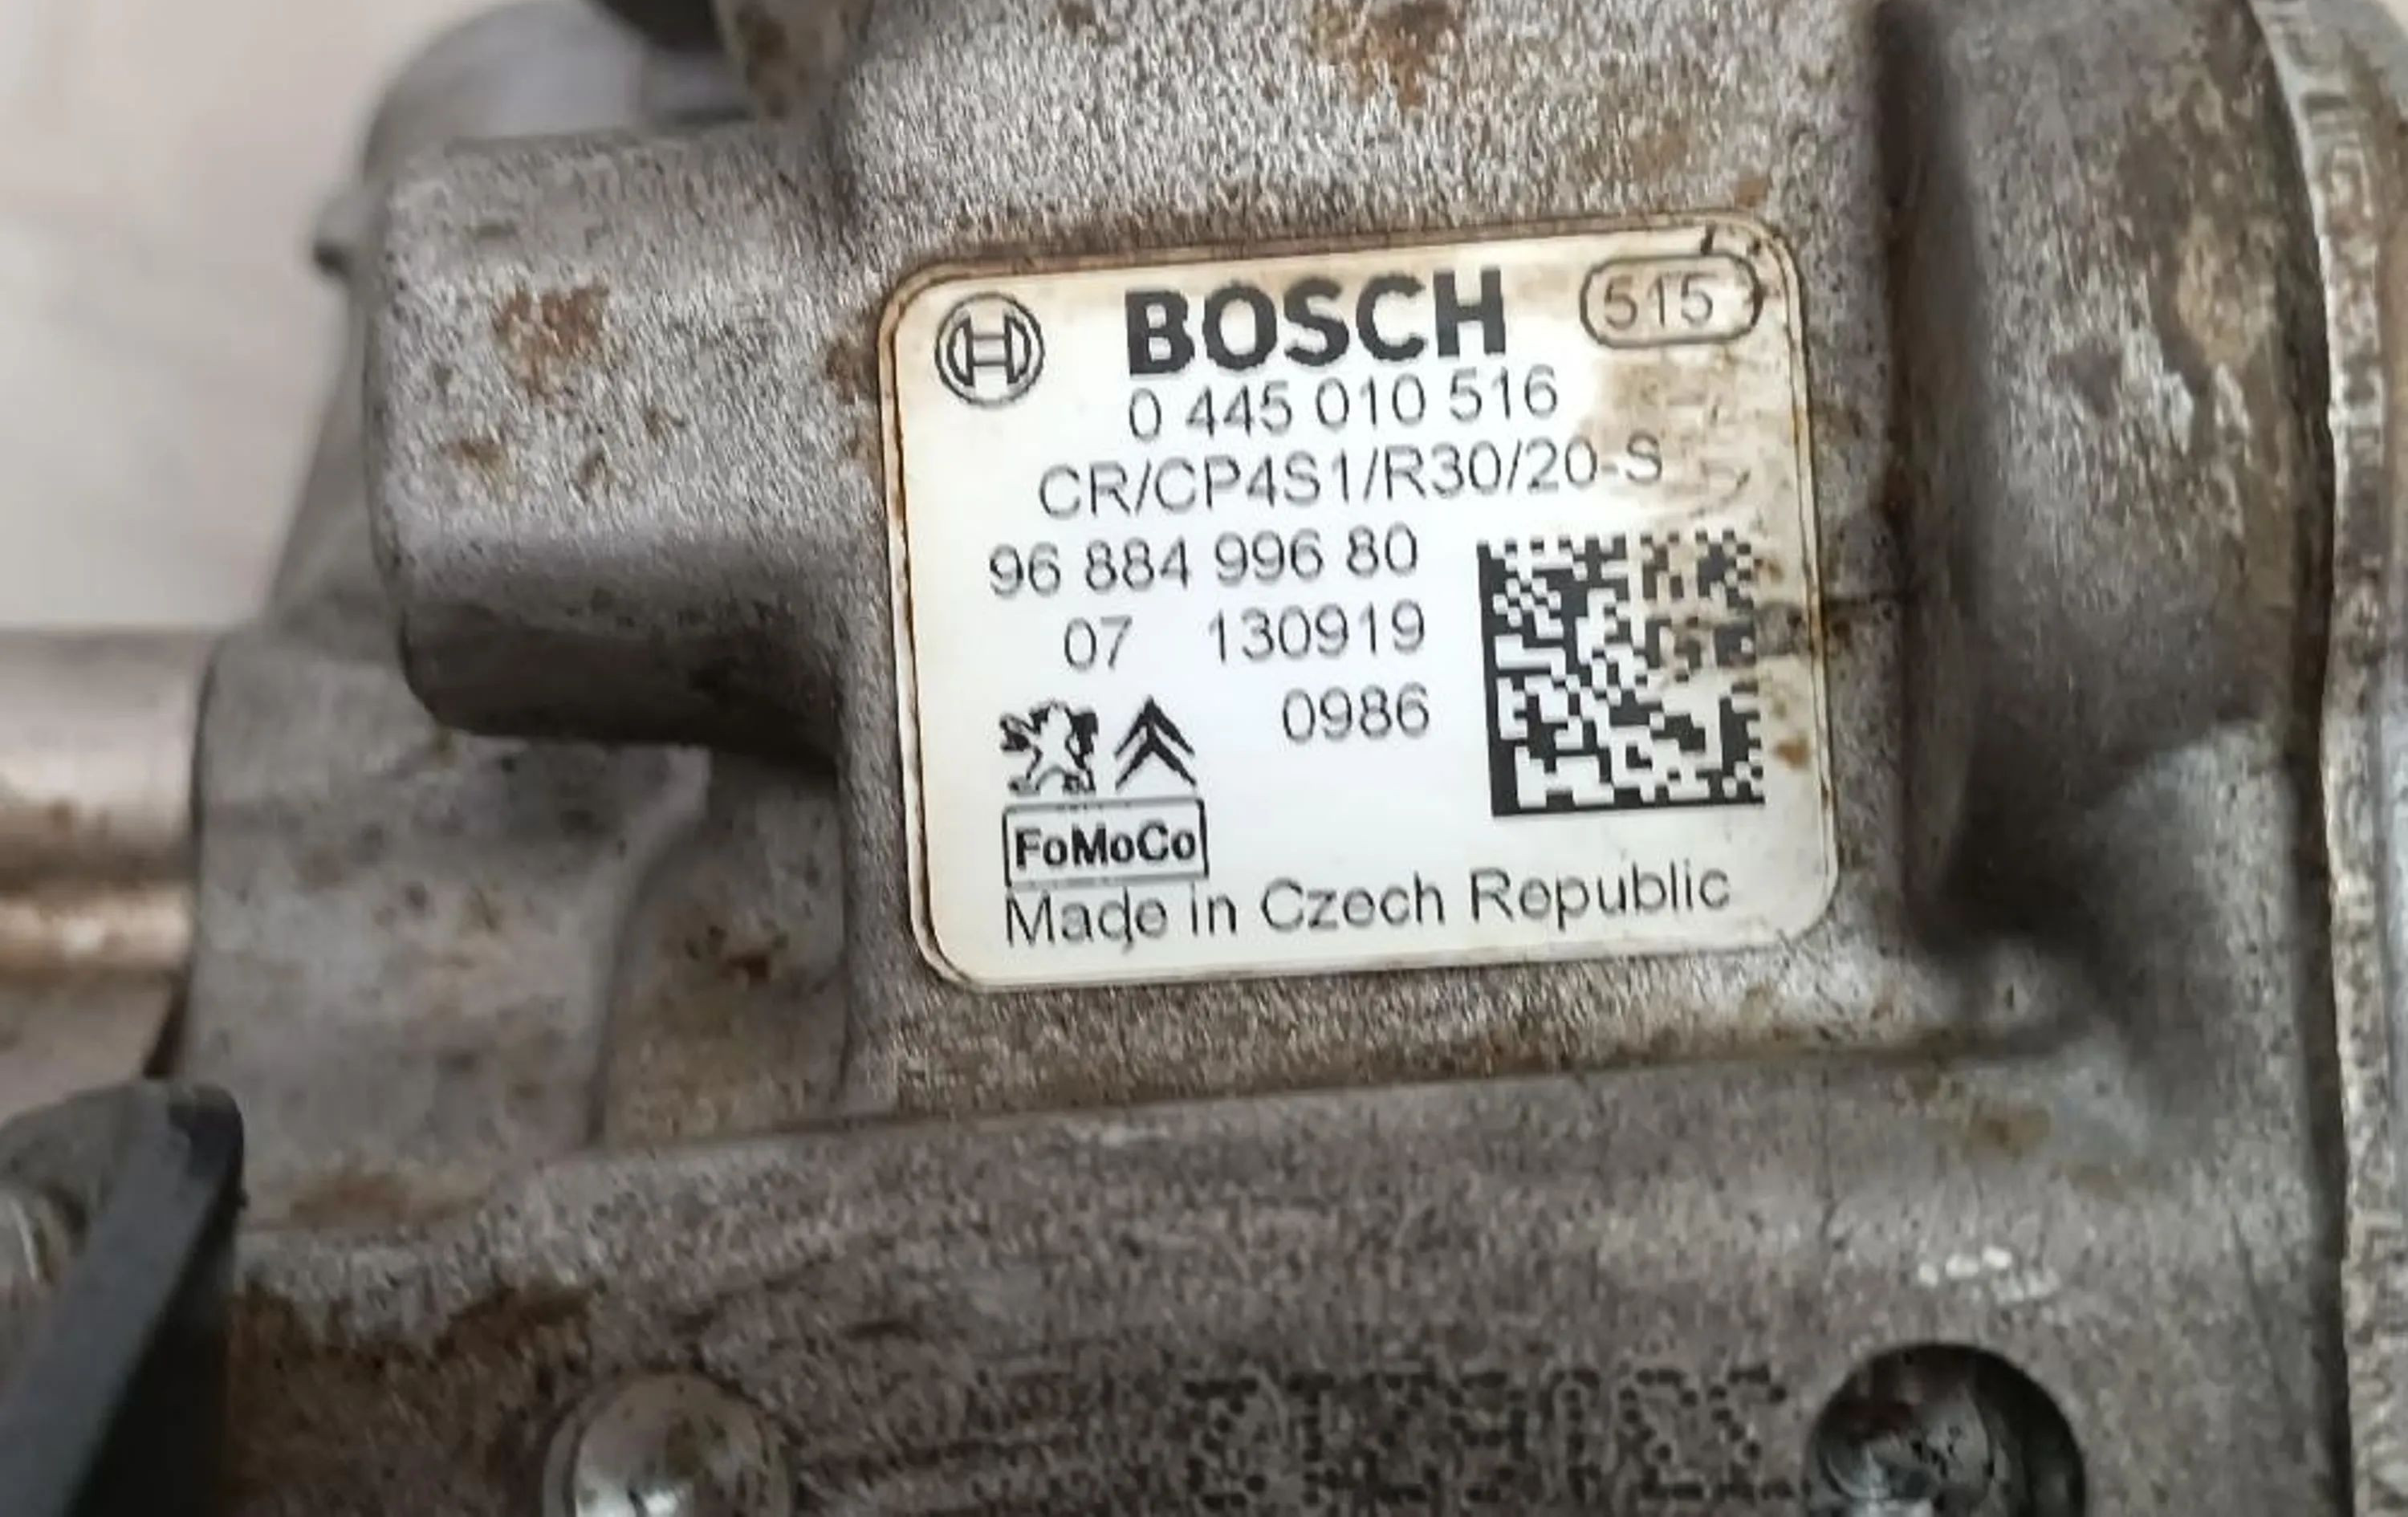 BOSCH 515
0 445 010 516
CR/CP4S1/R30/20-S
96 884 996 80
07 130919
0986
FoMoCo
Made in Czech Republic